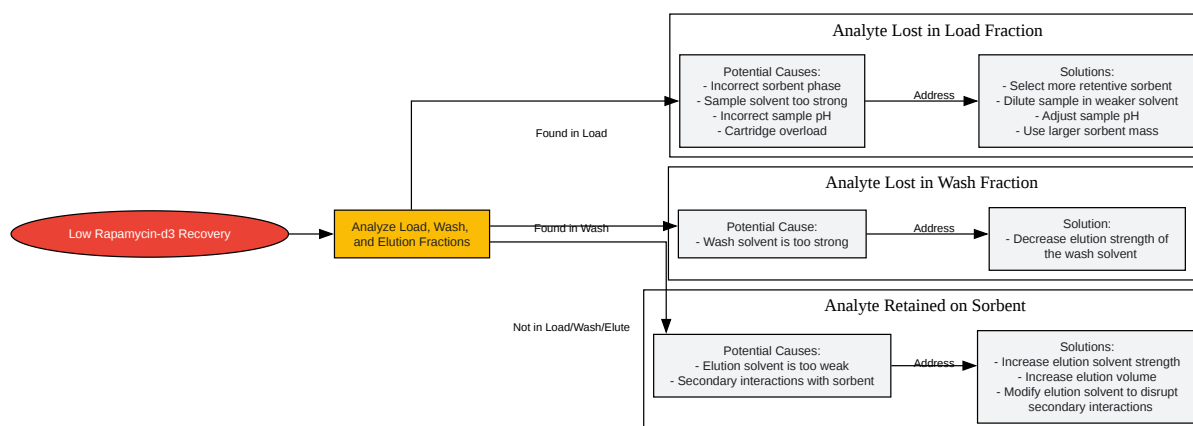 Low Rapamycin-d3 Recovery
Analyze Load, Wash,
and Elution Fractions
Found in Load
Found in Wash
Not in Load/Wash/Elute
Analyte Lost in Load Fraction
Potential Causes:
- Incorrect sorbent phase
- Sample solvent too strong
- Incorrect sample pH
- Cartridge overload
Address
Solutions:
- Select more retentive sorbent
- Dilute sample in weaker solvent
- Adjust sample pH
- Use larger sorbent mass
Analyte Lost in Wash Fraction
Potential Cause:
- Wash solvent is too strong
Address
Solution:
- Decrease elution strength of
the wash solvent
Analyte Retained on Sorbent
Potential Causes:
- Elution solvent is too weak
- Secondary interactions with sorbent
Address
Solutions:
- Increase elution solvent strength
- Increase elution volume
- Modify elution solvent to disrupt
secondary interactions